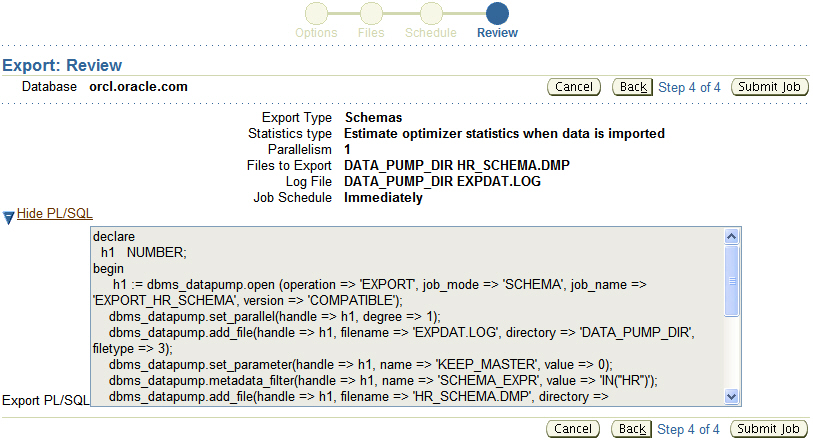 Options Files Schedule Review
Export: Review
Database orcl.oracle.com
Cancel Back Step 4 of 4 Submit Job
Export Type Schemas
Statistics type Estimate optimizer statistics when data is imported
Parallelism 1
Files to Export DATA_PUMP_DIR HR_SCHEMA.DMP
Log File DATA_PUMP_DIR EXPDAT.LOG
Job Schedule Immediately
Hide PL/SQL
declare
h1 NUMBER;
begin
h1 := dbms_datapump.open (operation => 'EXPORT', job_mode => 'SCHEMA', job_name =>
'EXPORT_HR_SCHEMA', version => 'COMPATIBLE');
dbms_datapump.set_parallel(handle => h1, degree => 1);
dbms_datapump.add_file(handle => h1, filename => 'EXPDAT.LOG', directory => 'DATA_PUMP_DIR',
filetype => 3);
dbms_datapump.set_parameter(handle => h1, name => 'KEEP_MASTER', value => 0);
dbms_datapump.metadata_filter(handle => h1, name => 'SCHEMA_EXPR', value => 'IN("HR")');
dbms_datapump.add_file(handle => h1, filename => 'HR_SCHEMA.DMP', directory =>
Export PL/SQL
Cancel Back Step 4 of 4 Submit Job